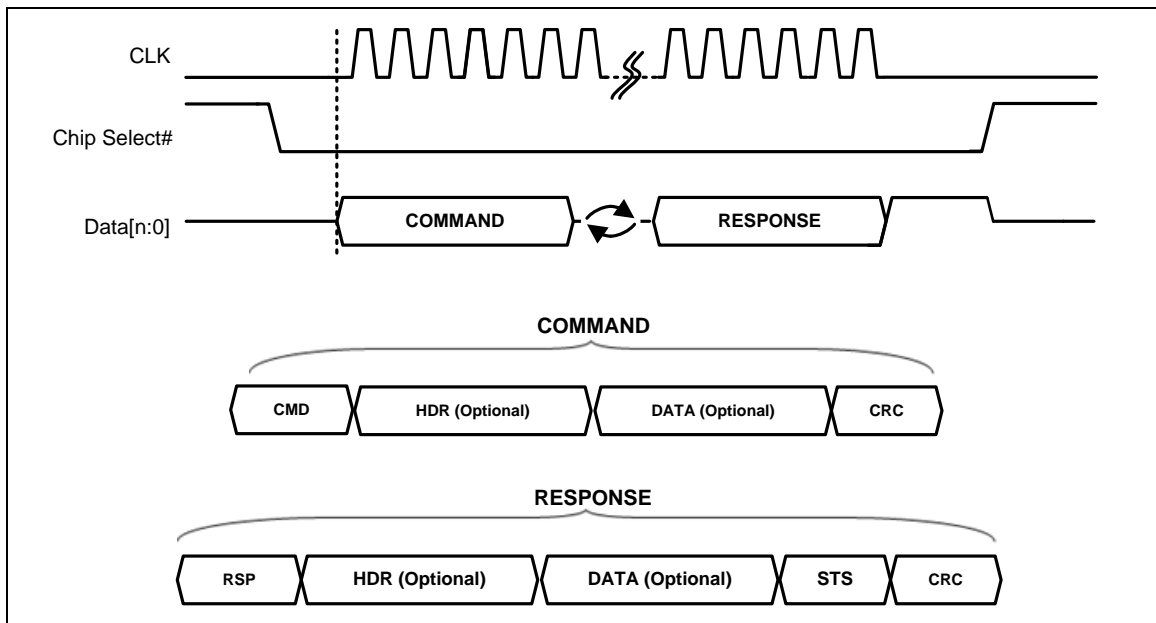 CLK
Chip Select#
Data[n:0]
COMMAND
RESPONSE
COMMAND
CMD
HDR (Optional)
DATA (Optional)
CRC
RESPONSE
RSP
HDR (Optional)
DATA (Optional)
STS
CRC